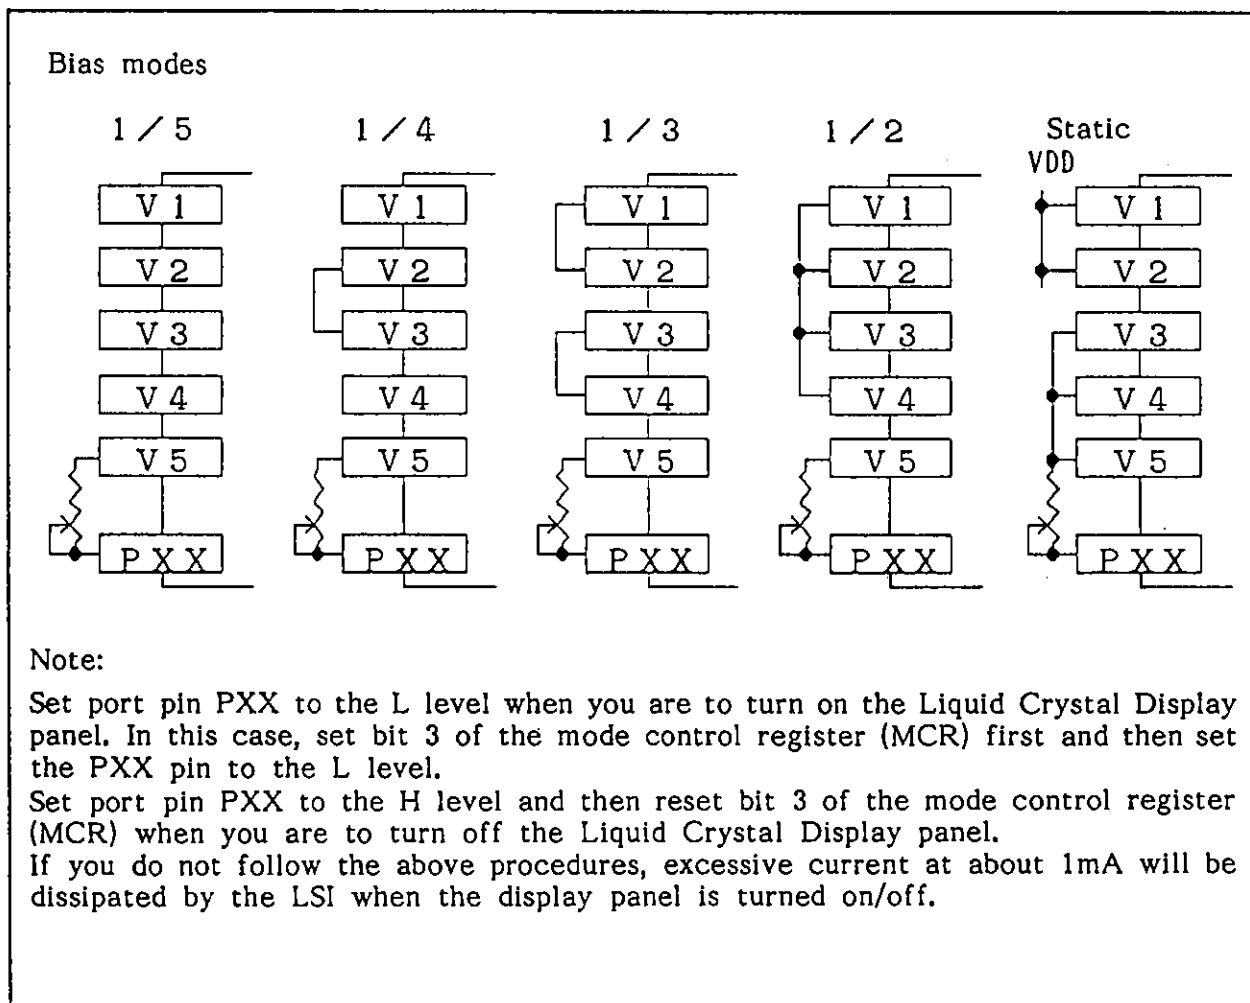 Bias modes
1 / 5 1 / 4 1 / 3 1 / 2 Static
VDD
V 1 V 1 V 1 V 1 V 1
V 2 V 2 V 2 V 2 V 2
V 3 V 3 V 3 V 3 V 3
V 4 V 4 V 4 V 4 V 4
V 5 V 5 V 5 V 5 V 5
P X X P X X P X X P X X P X X
Note:
Set port pin PXX to the L level when you are to turn on the Liquid Crystal Display
panel. In this case, set bit 3 of the mode control register (MCR) first and then set
the PXX pin to the L level.
Set port pin PXX to the H level and then reset bit 3 of the mode control register
(MCR) when you are to turn off the Liquid Crystal Display panel.
If you do not follow the above procedures, excessive current at about 1mA will be
dissipated by the LSI when the display panel is turned on/off.